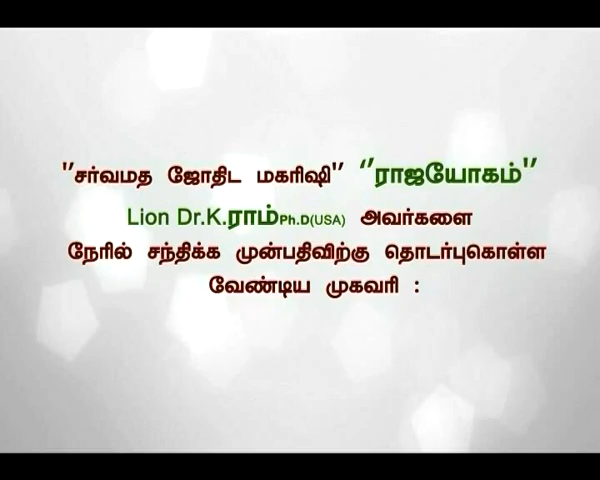 "சர்வமத ஜோதிட மகரிஷி" "ராஜயோகம்"
Lion Dr.K.ராம்Ph.D(USA) அவர்களை
நேரில் சந்திக்க முன்பதிவிற்கு தொடர்புகொள்ள
வேண்டிய முகவரி :